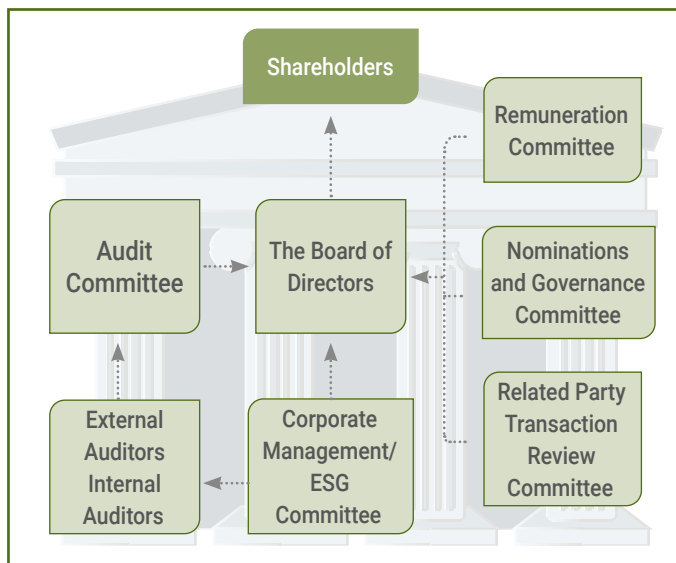 Shareholders
Remuneration
Committee
Audit
Committee
The Board of
Directors
Nominations
and Governance
Committee
External
Auditors
Internal
Auditors
Corporate
Management/
ESG
Committee
Related Party
Transaction
Review
Committee